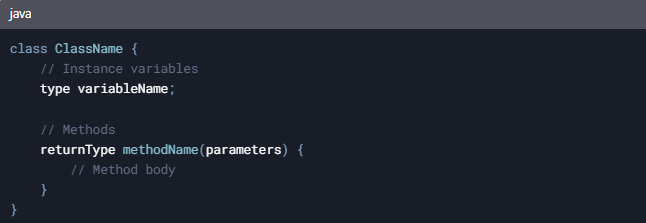 java
class ClassName {
    // Instance variables
    type variableName;

    // Methods
    returnType methodName(parameters) {
        // Method body
    }
}